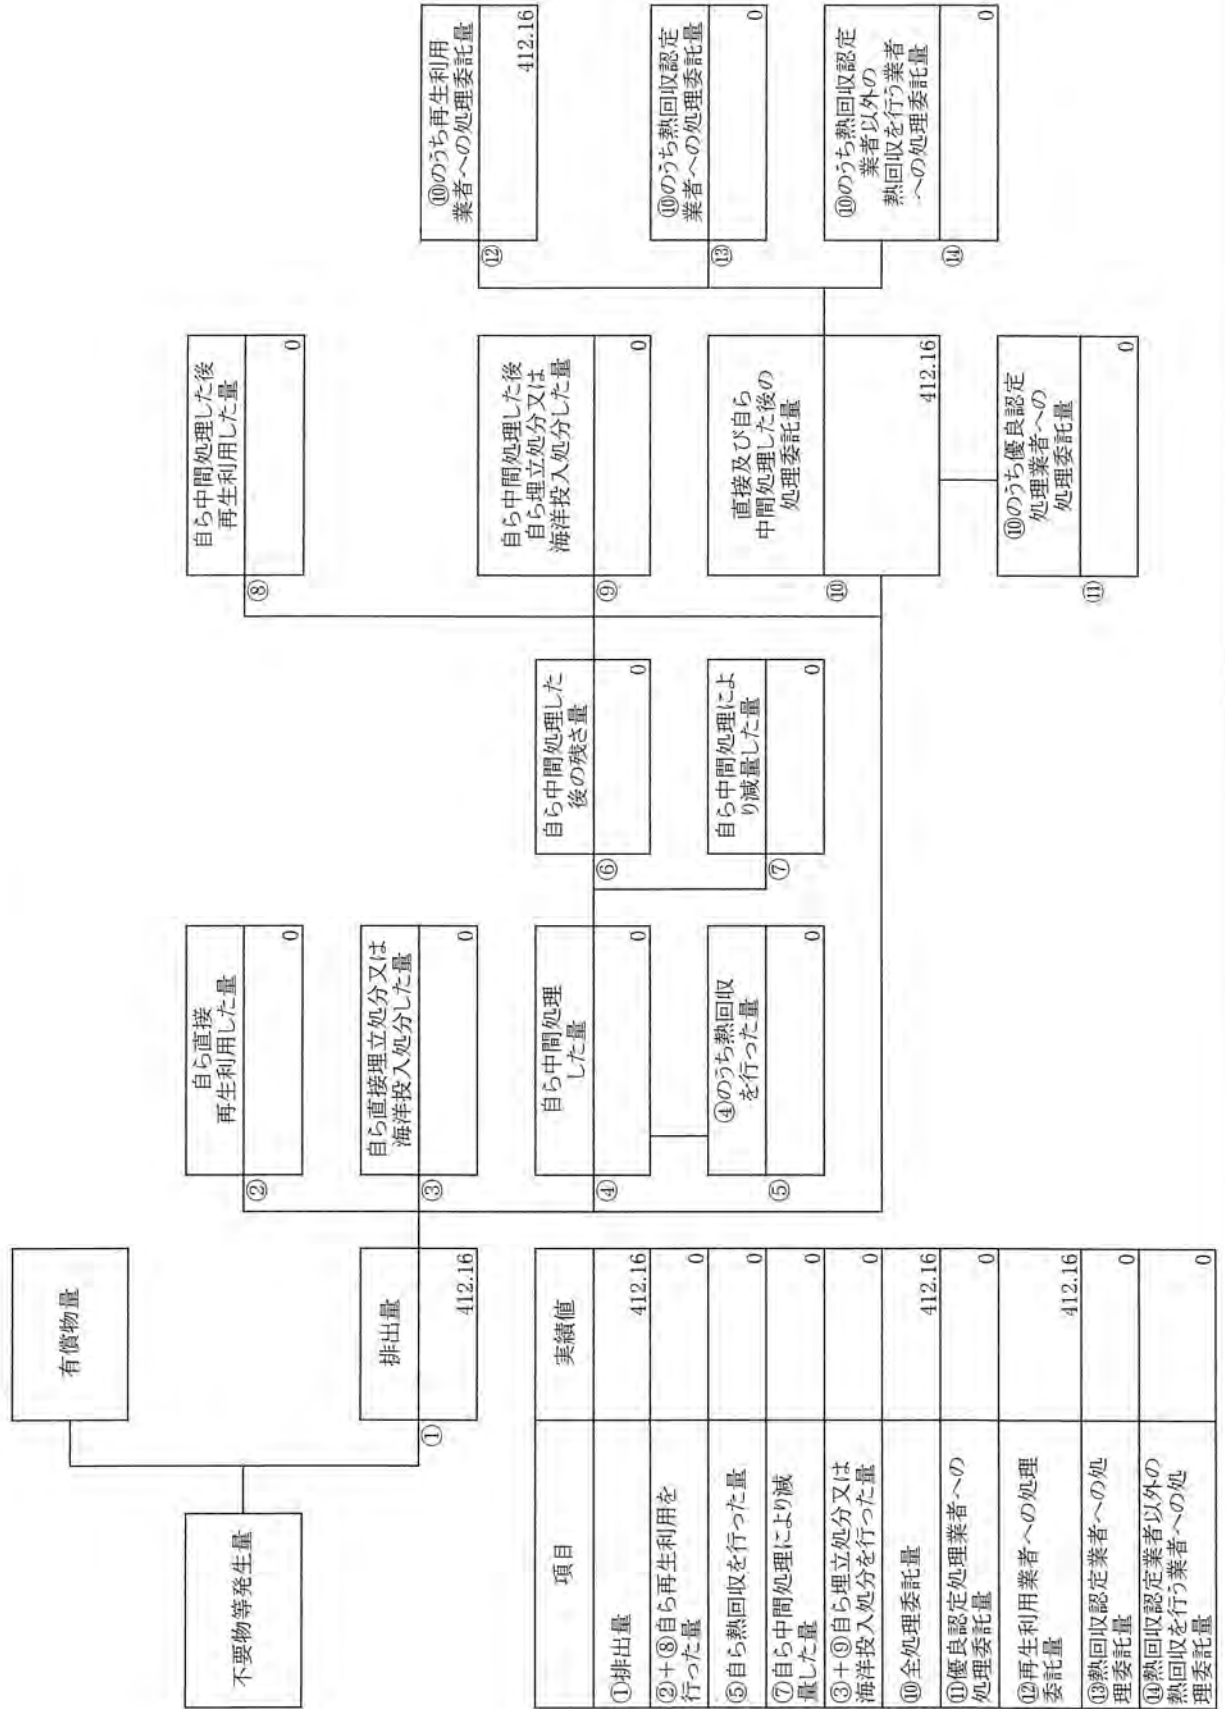 不要物等発生量
有償物量
排出量
①
412.16
自ら直接
再生利用した量
②
0
自ら直接埋立処分又は
海洋投入処分した量
③
0
自ら中間処理
した量
④
0
④のうち熱回収
を行った量
⑤
0
自ら中間処理した
後の残さ量
⑥
0
自ら中間処理によ
り減量した量
⑦
0
自ら中間処理した後
再生利用した量
⑧
0
自ら中間処理した後
自ら埋立処分又は
海洋投入処分した量
⑨
0
直接及び自ら
中間処理した後の
処理委託量
⑩
412.16
⑩のうち優良認定
処理業者への
処理委託量
⑪
0
⑩のうち再生利用
業者への処理委託量
⑫
412.16
⑩のうち熱回収認定
業者への処理委託量
⑬
0
⑩のうち熱回収認定
業者以外の
熱回収を行う業者
への処理委託量
⑭
0
項目 実績値
①排出量 412.16
②+⑧自ら再生利用を
行った量 0
⑤自ら熱回収を行った量 0
⑦自ら中間処理により減
量した量 0
③+⑨自ら埋立処分又は
海洋投入処分を行った量 0
⑩全処理委託量 412.16
⑪優良認定処理業者への
処理委託量 0
⑫再生利用業者への処理
委託量 412.16
⑬熱回収認定業者への処
理委託量 0
⑭熱回収認定業者以外の
熱回収を行う業者への処
理委託量 0